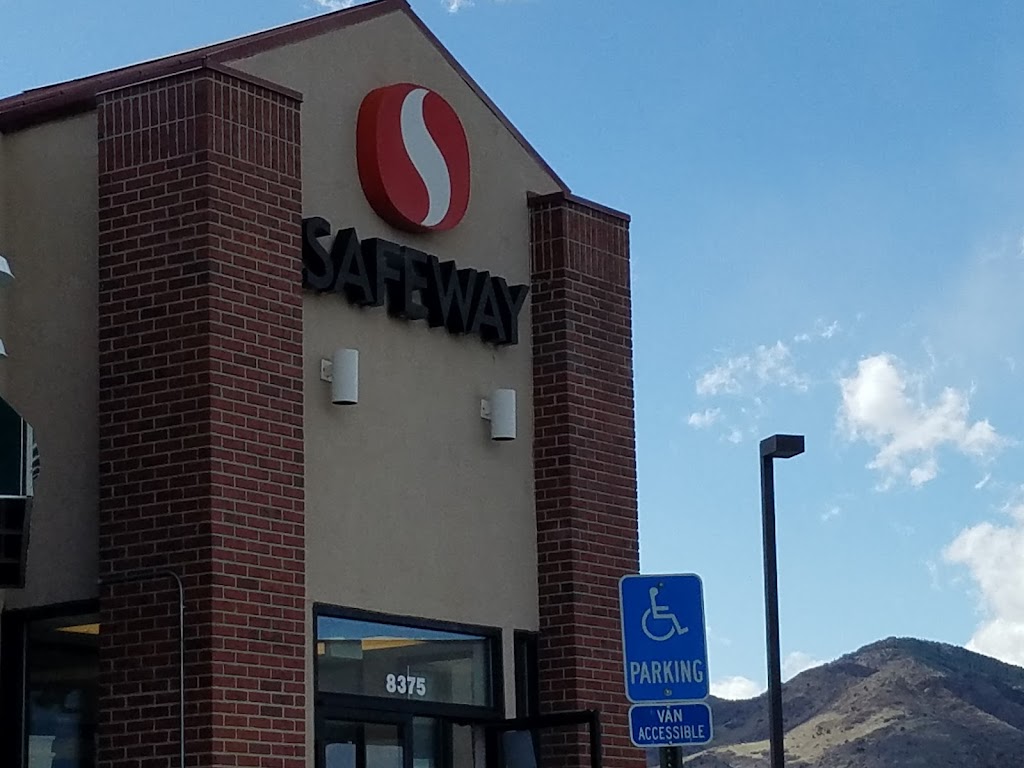 SAFEWAY
8375
PARKING
VAN
ACCESSIBLE